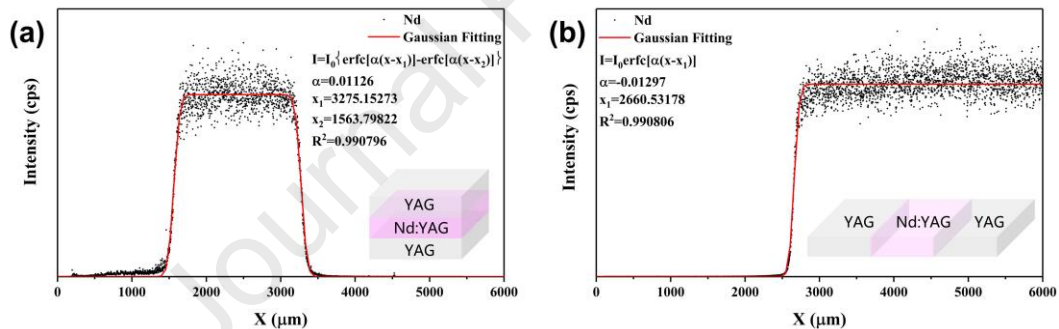 (a)
Nd
Gaussian Fitting
I=I₀{erfc[α(x-x₁)]-erfc[α(x-x₂)]}
α=0.01126
x₁=3275.15273
x₂=1563.79822
R²=0.990796
Intensity (cps)
YAG
Nd:YAG
YAG
0 1000 2000 3000 4000 5000 6000
X (μm)
(b)
Nd
Gaussian Fitting
I=I₀erfc[α(x-x₁)]
α=-0.01297
x₁=2660.53178
R²=0.990806
Intensity (cps)
YAG Nd:YAG YAG
0 1000 2000 3000 4000 5000 6000
X (μm)
Journal